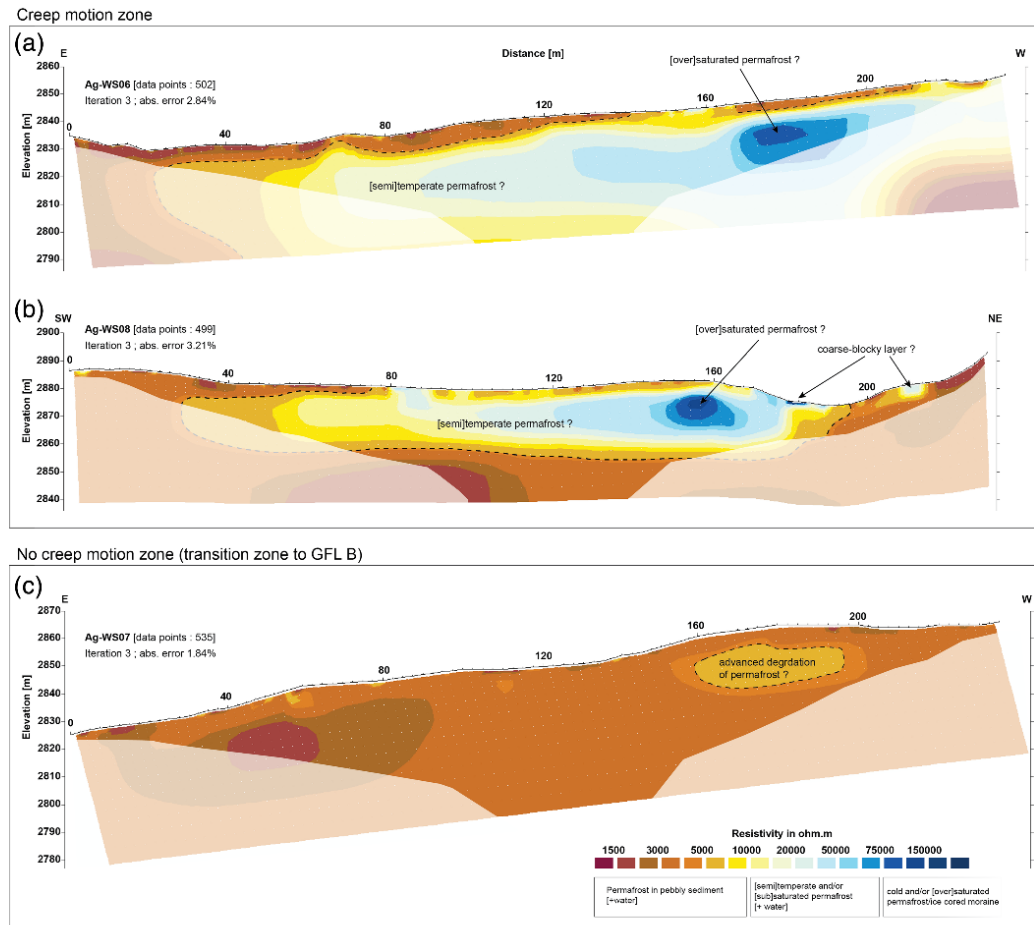 Creep motion zone
(a)
E
Distance [m]
W
[over]saturated permafrost ?
Ag-WS06 [data points : 502]
Iteration 3 ; abs. error 2.84%
Elevation [m]
2860
2850
2840
2830
2820
2810
2800
2790
0
40
80
120
160
200
[semi]temperate permafrost ?
(b)
SW
NE
Ag-WS08 [data points : 499]
Iteration 3 ; abs. error 3.21%
[over]saturated permafrost ?
coarse-blocky layer ?
Elevation [m]
2900
2890
2880
2870
2860
2850
2840
0
40
80
120
160
200
[semi]temperate permafrost ?
No creep motion zone (transition zone to GFL B)
(c)
E
W
Ag-WS07 [data points : 535]
Iteration 3 ; abs. error 1.84%
Elevation [m]
2870
2860
2850
2840
2830
2820
2810
2800
2790
2780
0
40
80
120
160
200
advanced degrdation
of permafrost ?
Resistivity in ohm.m
1500 3000 5000 10000 20000 50000 75000 150000
Permafrost in pebbly sediment
[+water]
[semi]temperate and/or
[sub]saturated permafrost
[+ water]
cold and/or [over]saturated
permafrost/ice cored moraine